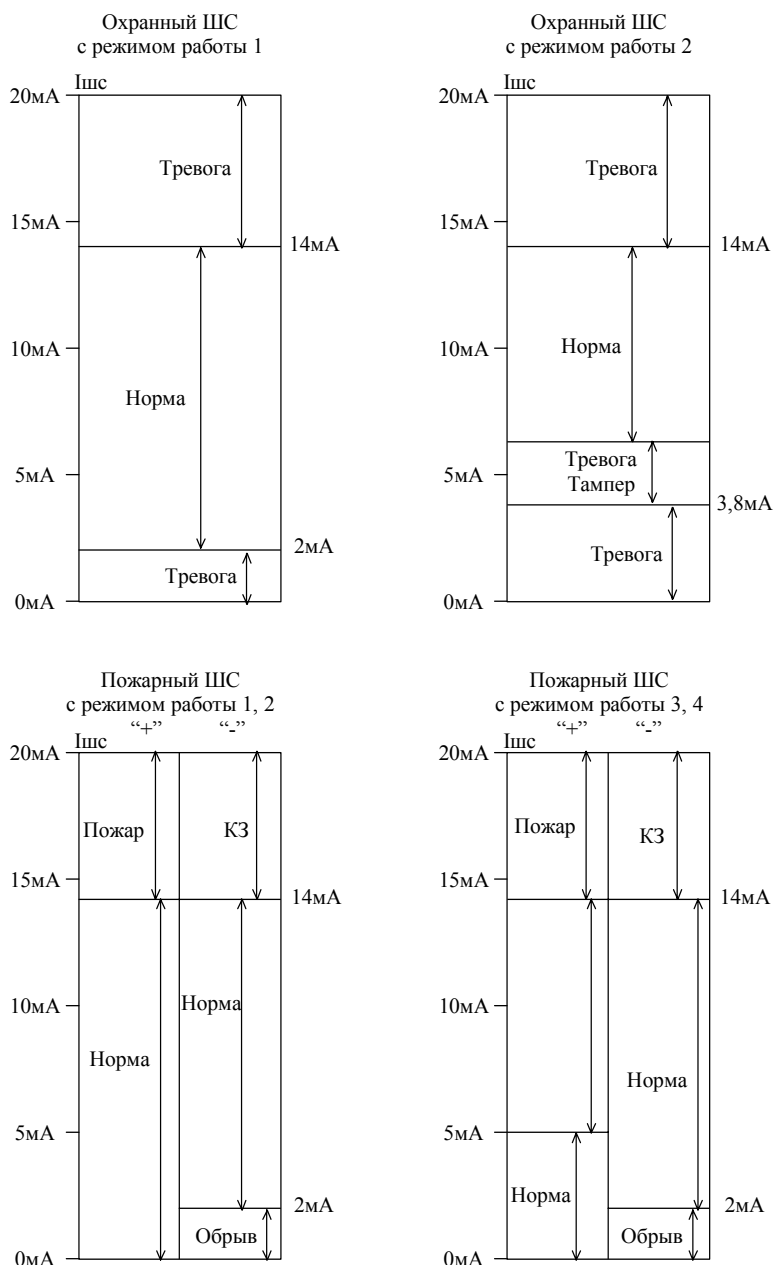 Охранный ШС
с режимом работы 1
Iшс
20мА
Тревога
15мА
14мА
10мА
Норма
5мА
2мА
Тревога
0мА
Охранный ШС
с режимом работы 2
Iшс
20мА
Тревога
15мА
14мА
10мА
Норма
5мА
Тревога
Тампер
3,8мА
Тревога
0мА
Пожарный ШС
с режимом работы 1, 2
“+” “-”
Iшс
20мА
Пожар КЗ
15мА
14мА
10мА
Норма
Норма
5мА
2мА
Обрыв
0мА
Пожарный ШС
с режимом работы 3, 4
“+” “-”
Iшс
20мА
Пожар КЗ
15мА
14мА
10мА
Норма
5мА
Норма
2мА
Обрыв
0мА